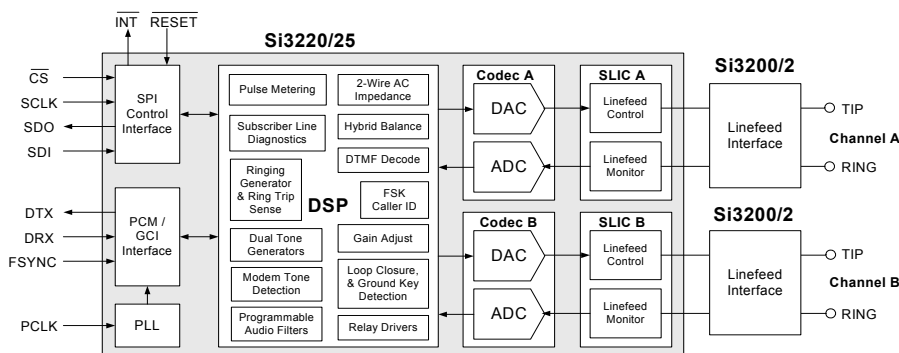 INT
RESET
Si3220/25
CS
SCLK
SDO
SDI
SPI
Control
Interface
DTX
DRX
FSYNC
PCM /
GCI
Interface
PCLK
PLL
Pulse Metering
Subscriber Line
Diagnostics
Ringing
Generator
& Ring Trip
Sense
Dual Tone
Generators
Modem Tone
Detection
Programmable
Audio Filters
DSP
2-Wire AC
Impedance
Hybrid Balance
DTMF Decode
FSK
Caller ID
Gain Adjust
Loop Closure,
& Ground Key
Detection
Relay Drivers
Codec A
DAC
ADC
SLIC A
Linefeed
Control
Linefeed
Monitor
Si3200/2
Linefeed
Interface
TIP
Channel A
RING
Codec B
DAC
ADC
SLIC B
Linefeed
Control
Linefeed
Monitor
Si3200/2
Linefeed
Interface
TIP
Channel B
RING